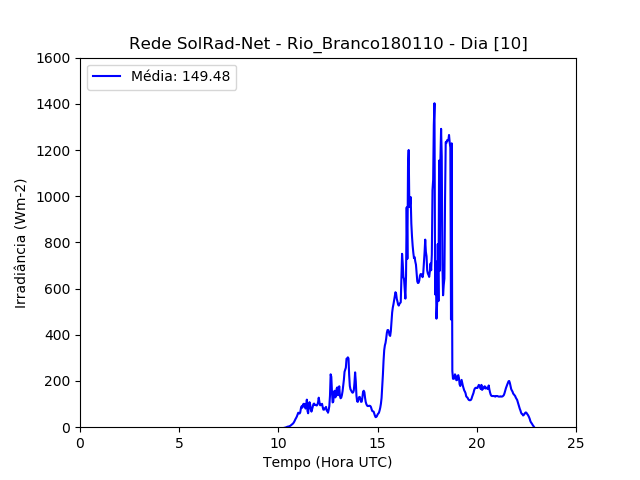 Rede SolRad-Net - Rio_Branco180110 - Dia [10]
Média: 149.48
Irradiância (Wm-2)
1600
1400
1200
1000
800
600
400
200
0
0 5 10 15 20 25
Tempo (Hora UTC)